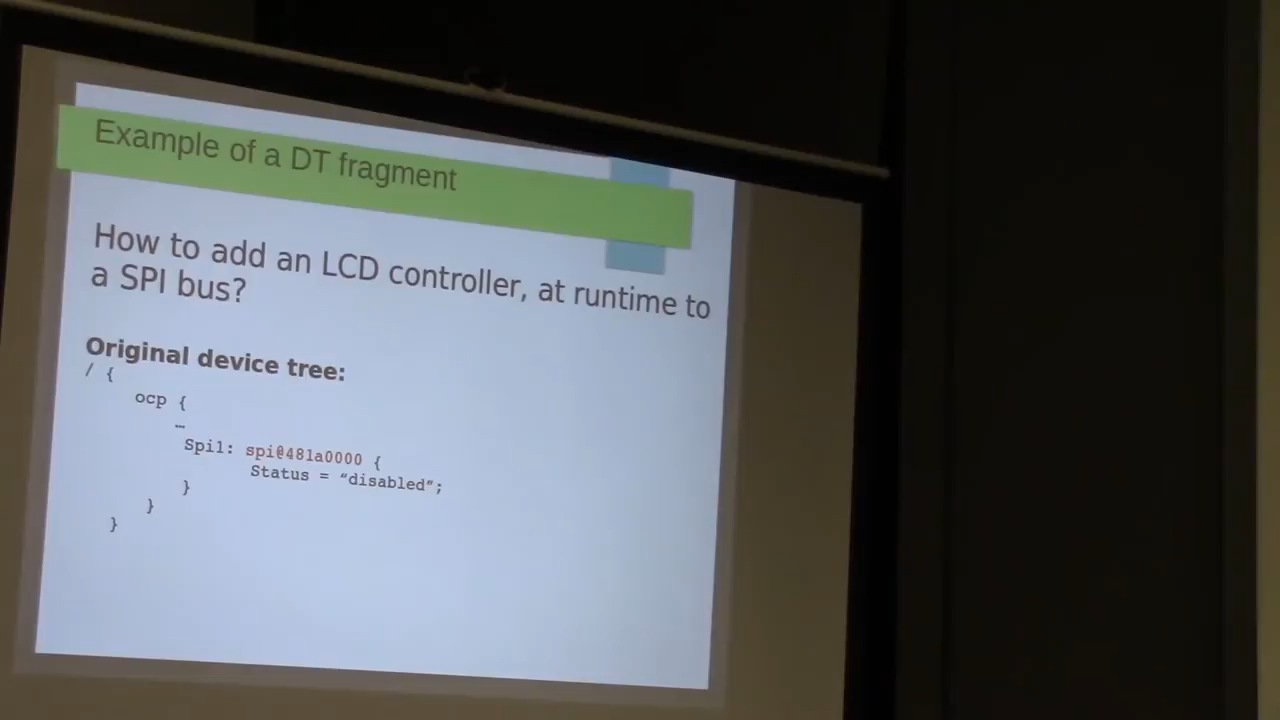 Example of a DT fragment
How to add an LCD controller, at runtime to
a SPI bus?
Original device tree:
/ {
ocp {
…
Spi1: spi@481a0000 {
Status = “disabled”;
}
}
}